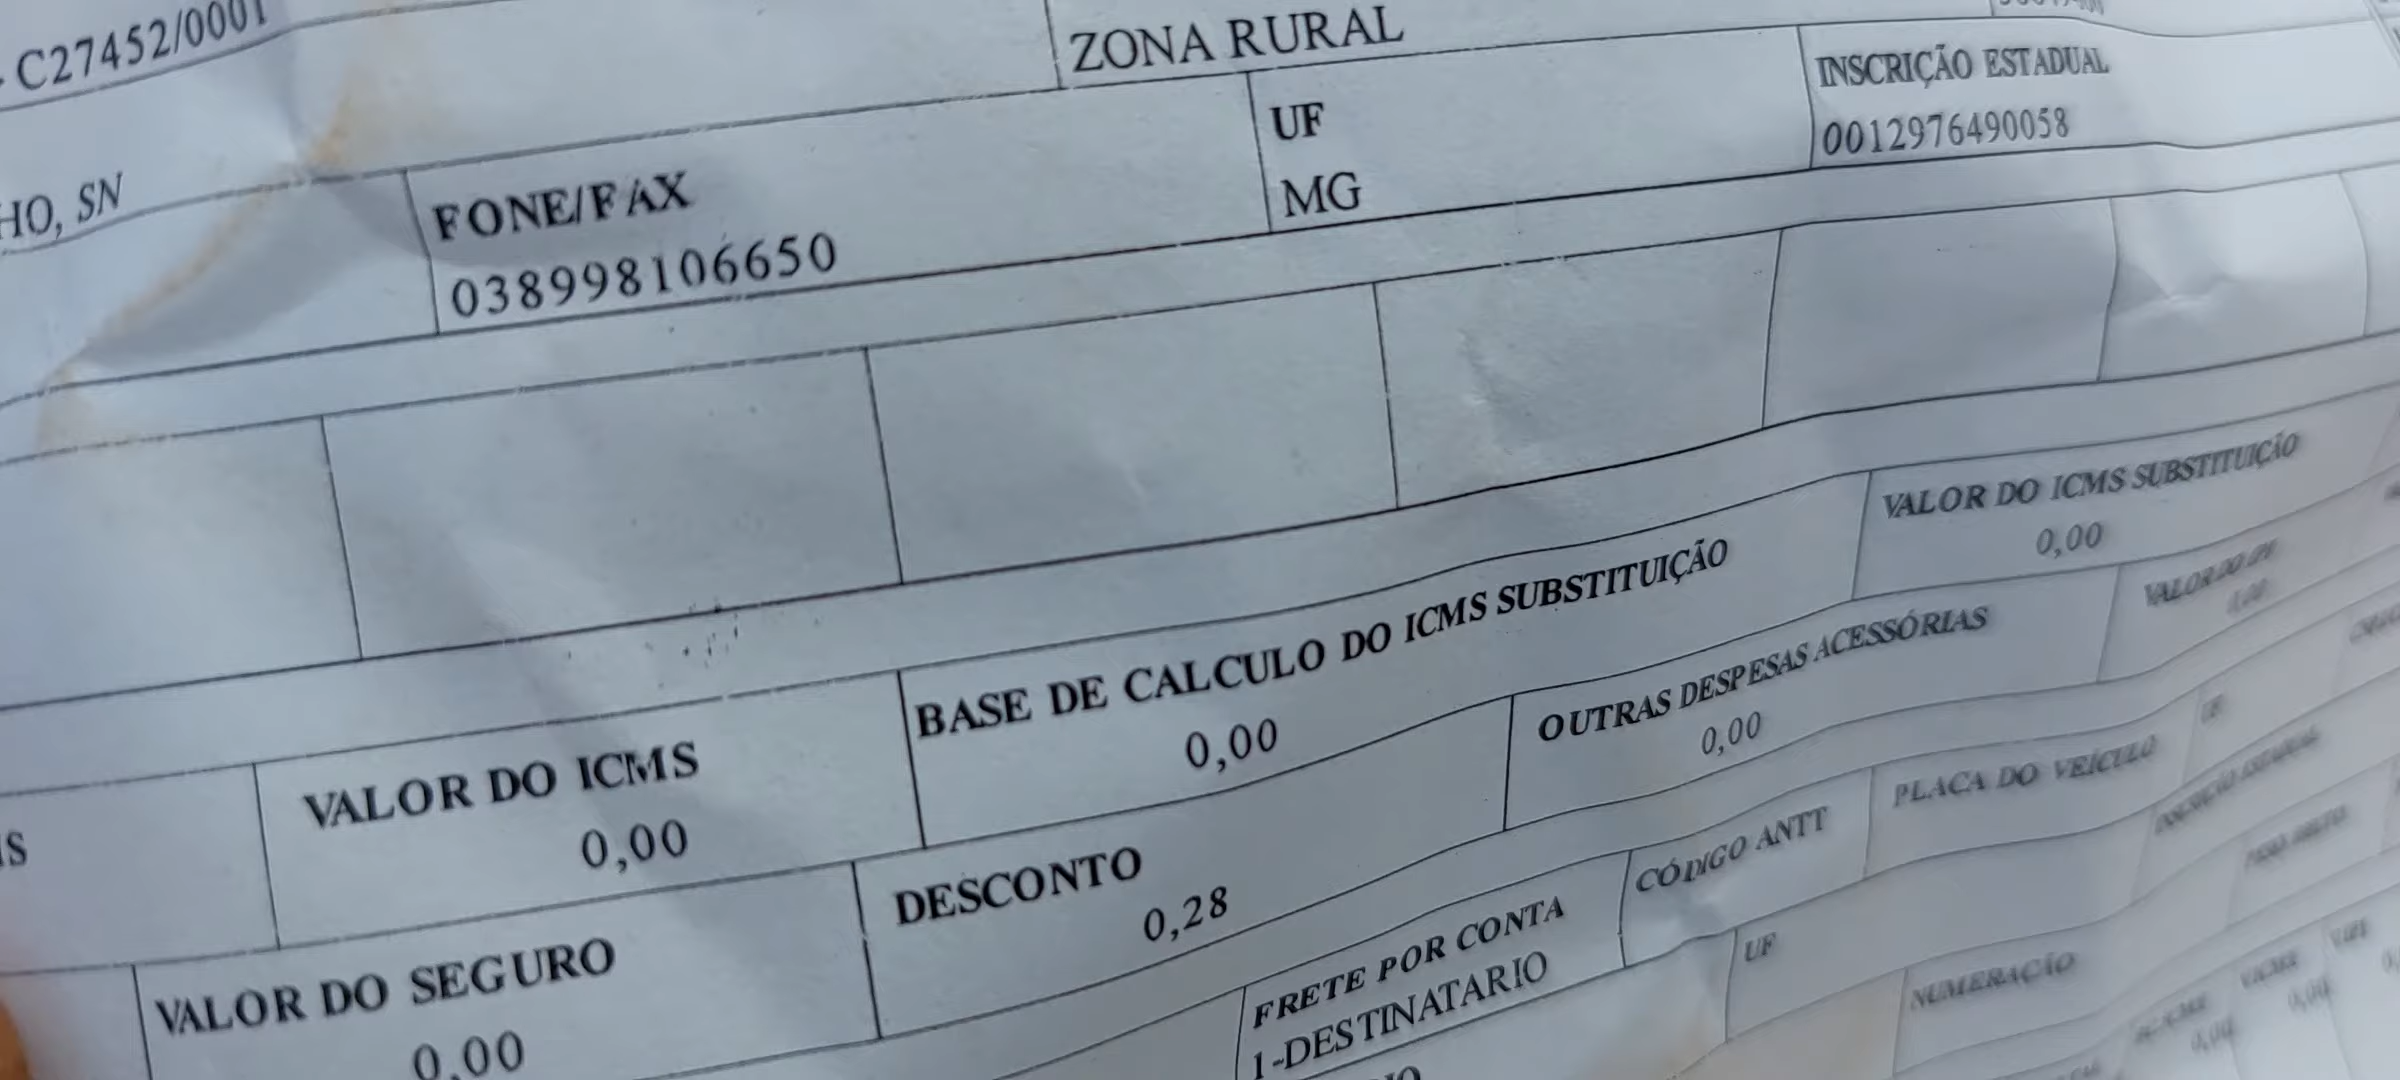 C27452/0001
ZONA RURAL
HO, SN
FONE/FAX
038998106650
UF
MG
INSCRIÇÃO ESTADUAL
0012976490058
VALOR DO ICMS
0,00
BASE DE CALCULO DO ICMS SUBSTITUIÇÃO
0,00
VALOR DO ICMS SUBSTITUIÇÃO
0,00
VALOR DO SEGURO
0,00
DESCONTO
0,28
OUTRAS DESPESAS ACESSÓRIAS
0,00
FRETE POR CONTA
1-DESTINATARIO
CÓDIGO ANTT
PLACA DO VEÍCULO
UF
NUMERAÇÃO